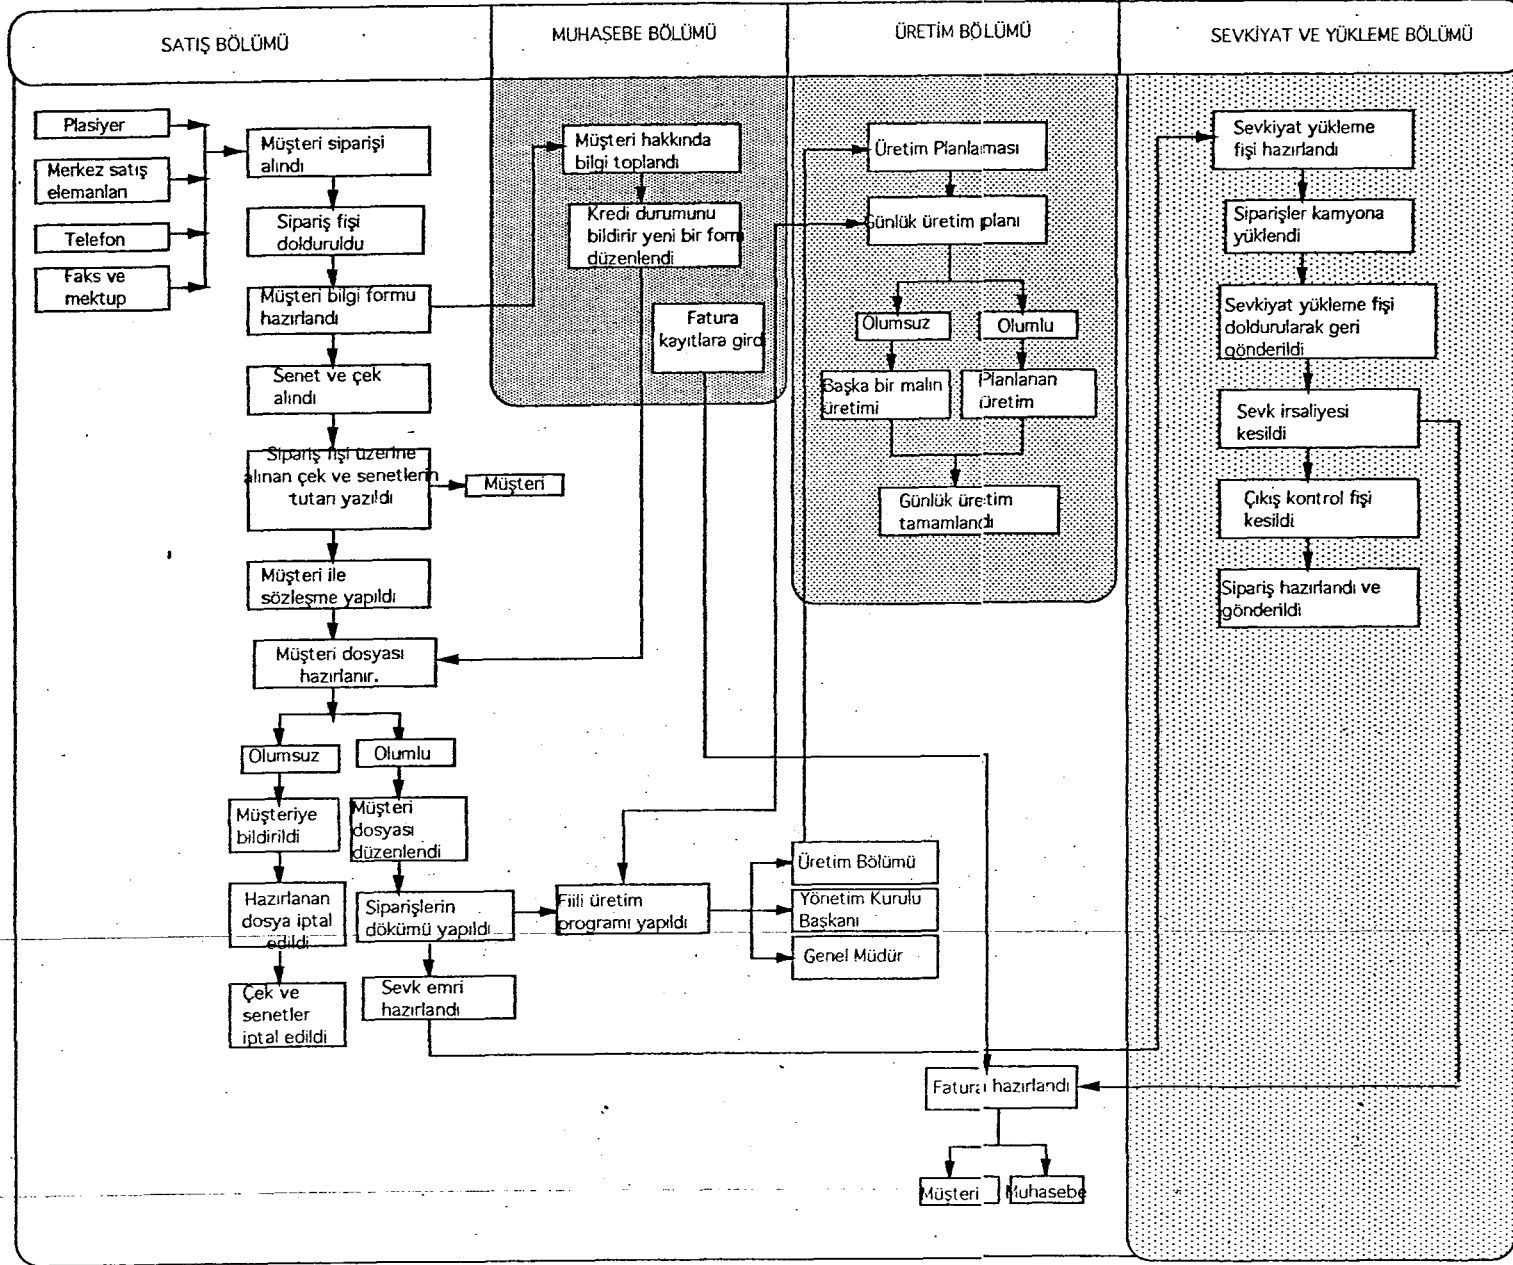 SATIŞ BÖLÜMÜ
MUHASEBE BÖLÜMÜ
ÜRETİM BÖLÜMÜ
SEVKİYAT VE YÜKLEME BÖLÜMÜ
Plasiyer
Merkez satış
elemanları
Telefon
Faks ve
mektup
Müşteri siparişi
alındı
Sipariş fişi
dolduruldu
Müşteri bilgi formu
hazırlandı
Senet ve çek
alındı
Sipariş fişi üzerine
alınan çek ve senetlerin
tutarı yazıldı
Müşteri
Müşteri ile
sözleşme yapıldı
Müşteri dosyası
hazırlanır.
Olumsuz
Olumlu
Müşteriye
bildirildi
Müşteri
dosyası
düzenlendi
Hazırlanan
dosya iptal
edildi
Siparişlerin
dökümü yapıldı
Çek ve
senetler
iptal edildi
Sevk emri
hazırlandı
Müşteri hakkında
bilgi toplandı
Kredi durumunu
bildirir yeni bir form
düzenlendi
Fatura
kayıtlara gird
Fiili üretim
programı yapıldı
Üretim Bölümü
Yönetim Kurulu
Başkanı
Genel Müdür
Üretim Planlaması
Günlük üretim planı
Olumsuz
Olumlu
Başka bir malın
üretimi
Planlanan
üretim
Günlük üretim
tamamlandı
Sevkiyat yükleme
fişi hazırlandı
Siparişler kamyona
yüklendi
Sevkiyat yükleme fişi
doldurularak geri
gönderildi
Sevk irsaliyesi
kesildi
Çıkış kontrol fişi
kesildi
Sipariş hazırlandı ve
gönderildi
Fatura hazırlandı
Müşteri
Muhasebe